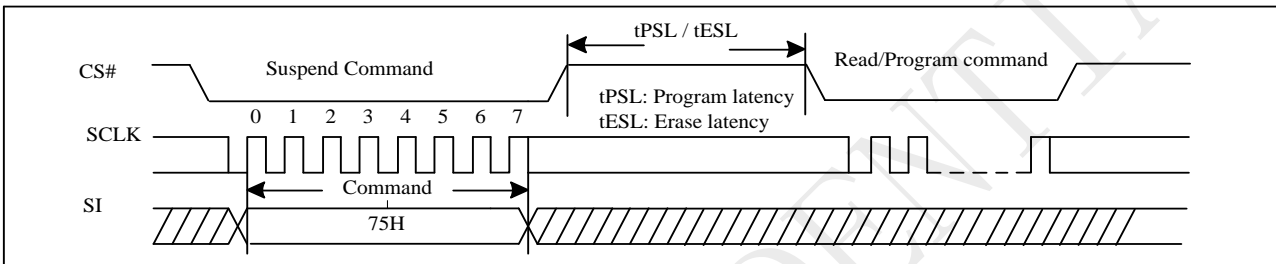 tPSL / tESL
CS#
Suspend Command
Read/Program command
tPSL: Program latency
tESL: Erase latency
0 1 2 3 4 5 6 7
SCLK
Command
SI
75H